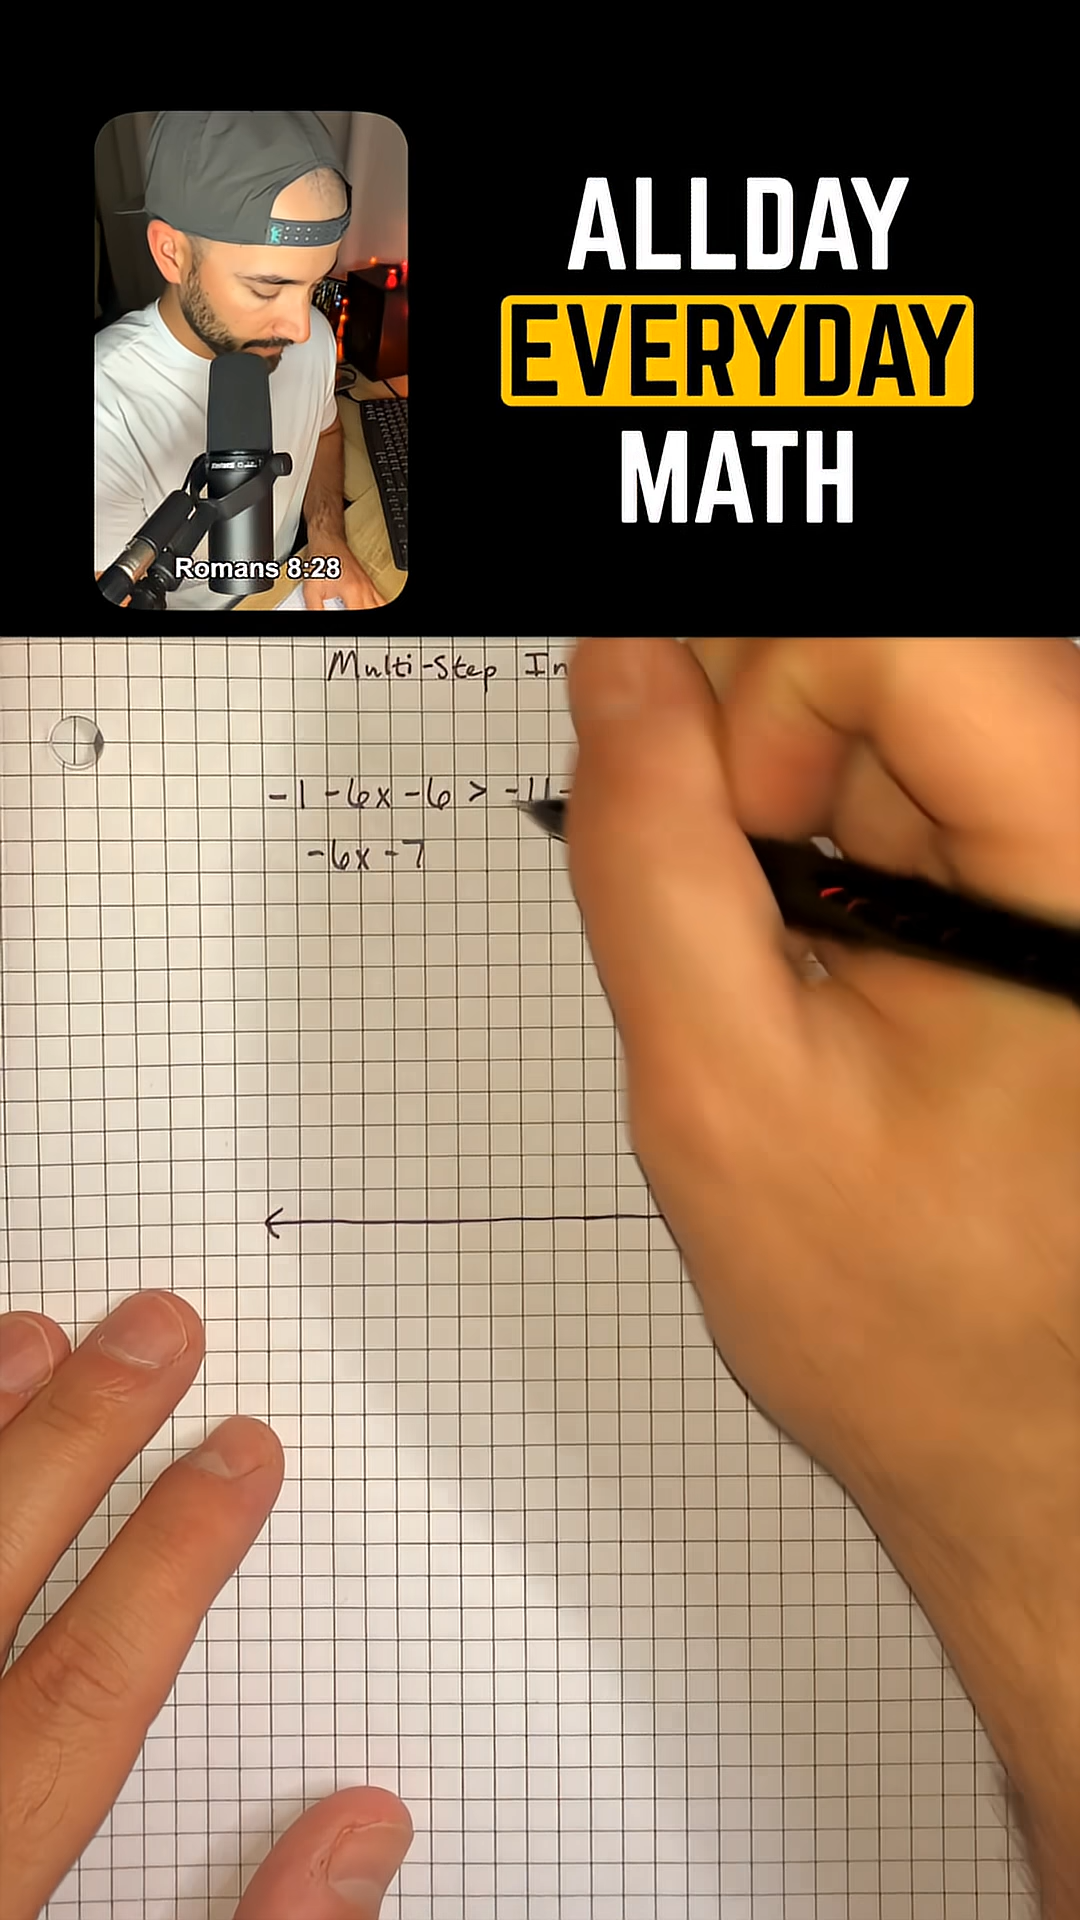 ALLDAY
EVERYDAY
MATH
Romans 8:28
Multi-Step
-1 -6x -6 > -11
-6x -7